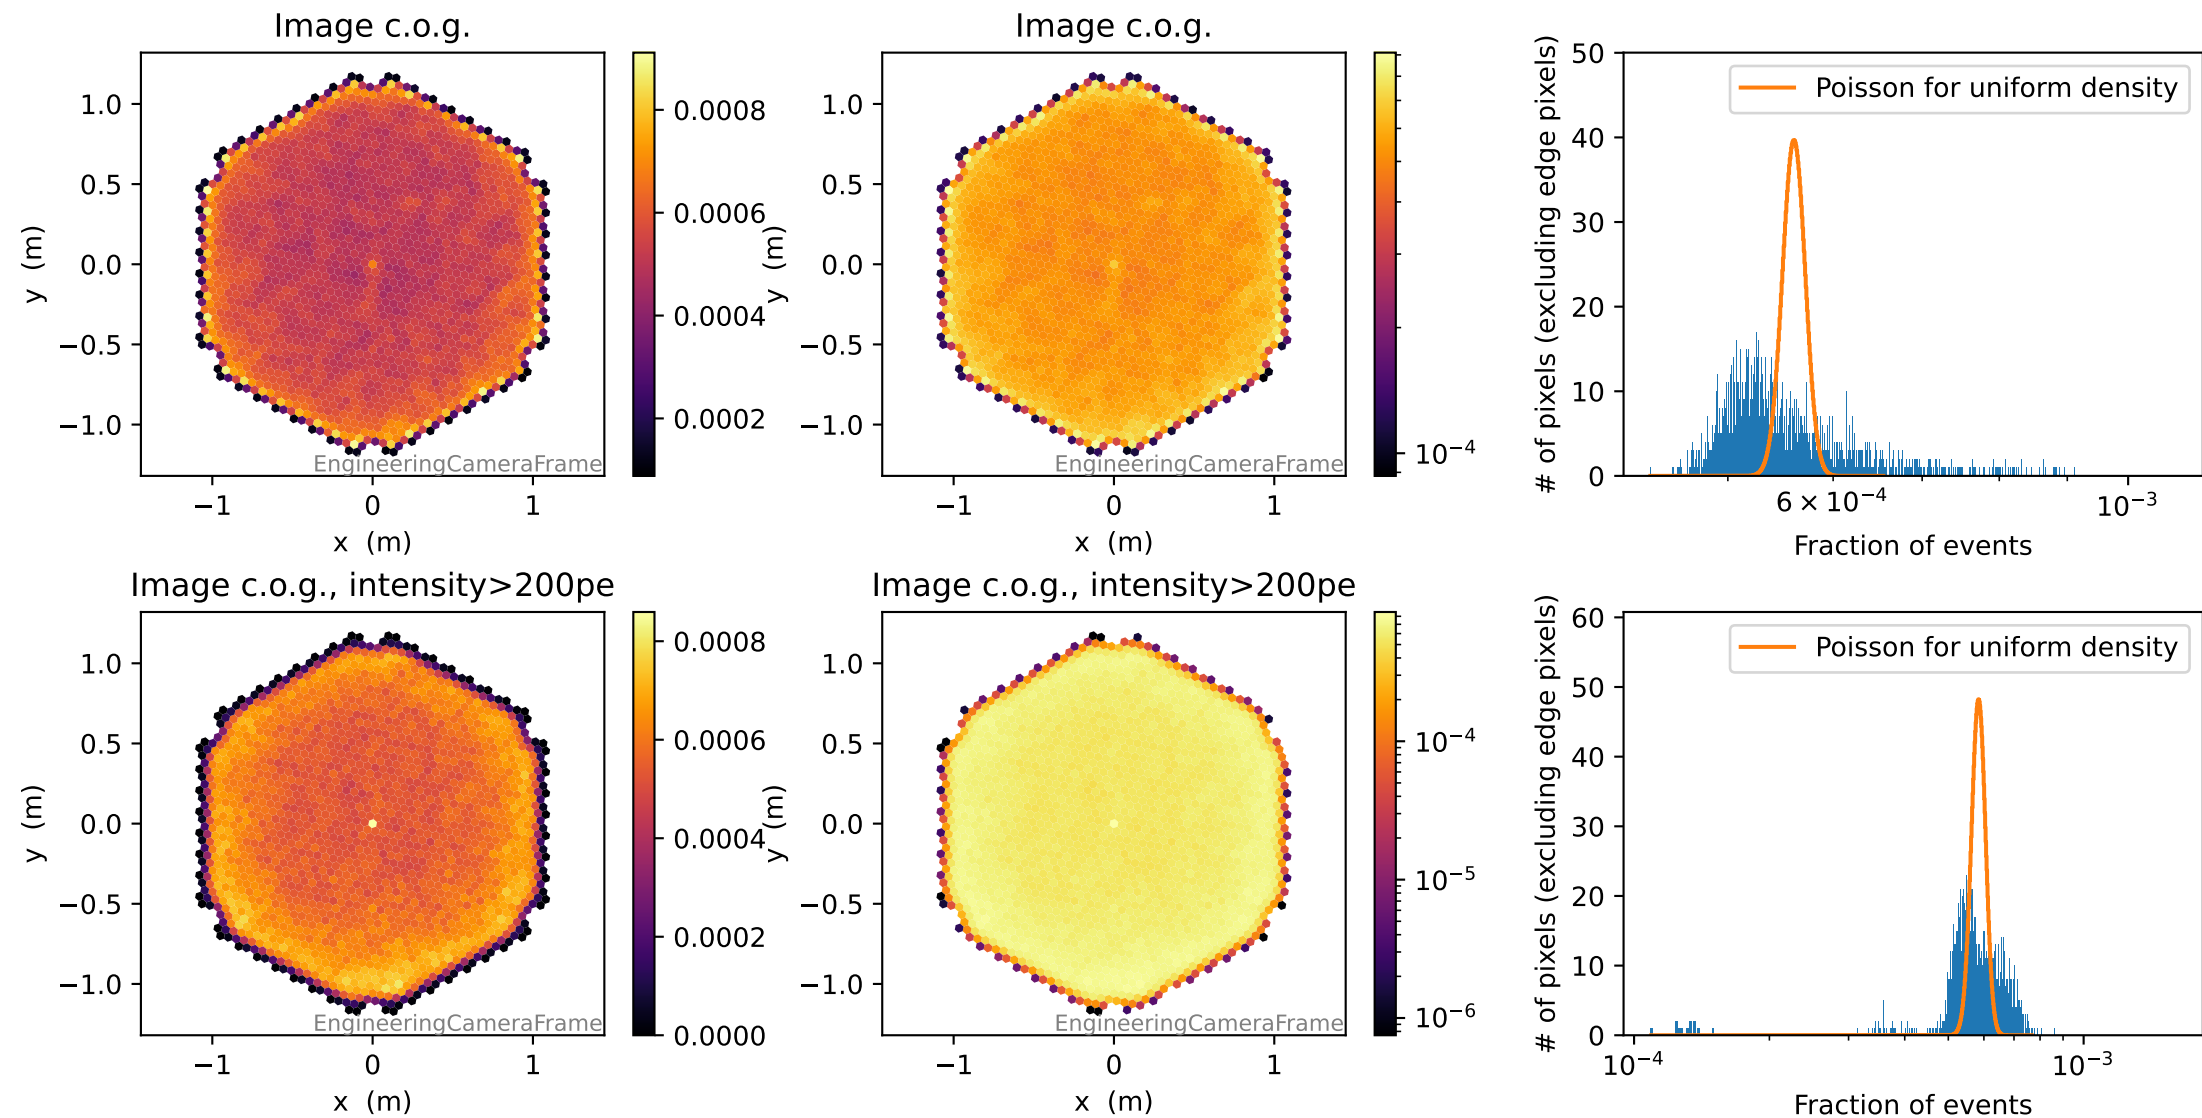 Image c.o.g.
1.0
0.5
0.0
−0.5
−1.0
y (m)
−1
0
1
x (m)
EngineeringCameraFrame
0.0008
0.0006
0.0004
0.0002
Image c.o.g.
1.0
0.5
0.0
−0.5
−1.0
y (m)
−1
0
1
x (m)
EngineeringCameraFrame
10⁻⁴
50
40
30
20
10
0
# of pixels (excluding edge pixels)
Poisson for uniform density
6 × 10⁻⁴
10⁻³
Fraction of events
Image c.o.g., intensity>200pe
1.0
0.5
0.0
−0.5
−1.0
y (m)
−1
0
1
x (m)
EngineeringCameraFrame
0.0008
0.0006
0.0004
0.0002
0.0000
Image c.o.g., intensity>200pe
1.0
0.5
0.0
−0.5
−1.0
y (m)
−1
0
1
x (m)
EngineeringCameraFrame
10⁻⁴
10⁻⁵
10⁻⁶
60
50
40
30
20
10
0
# of pixels (excluding edge pixels)
Poisson for uniform density
10⁻⁴
10⁻³
Fraction of events